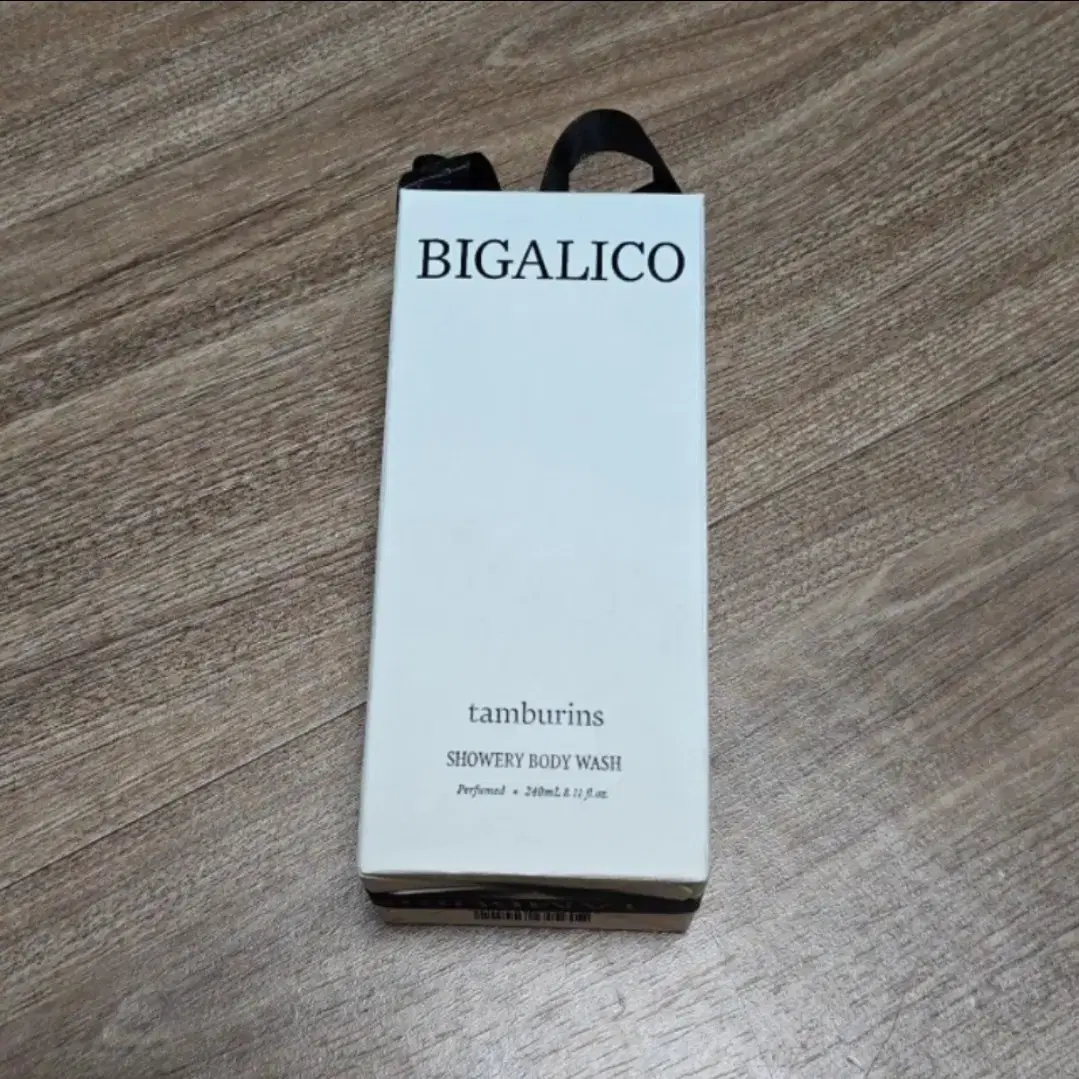 BIGALICO
tamburins
SHOWERY BODY WASH
Perfumed • 240mL 8.11 fl.oz.